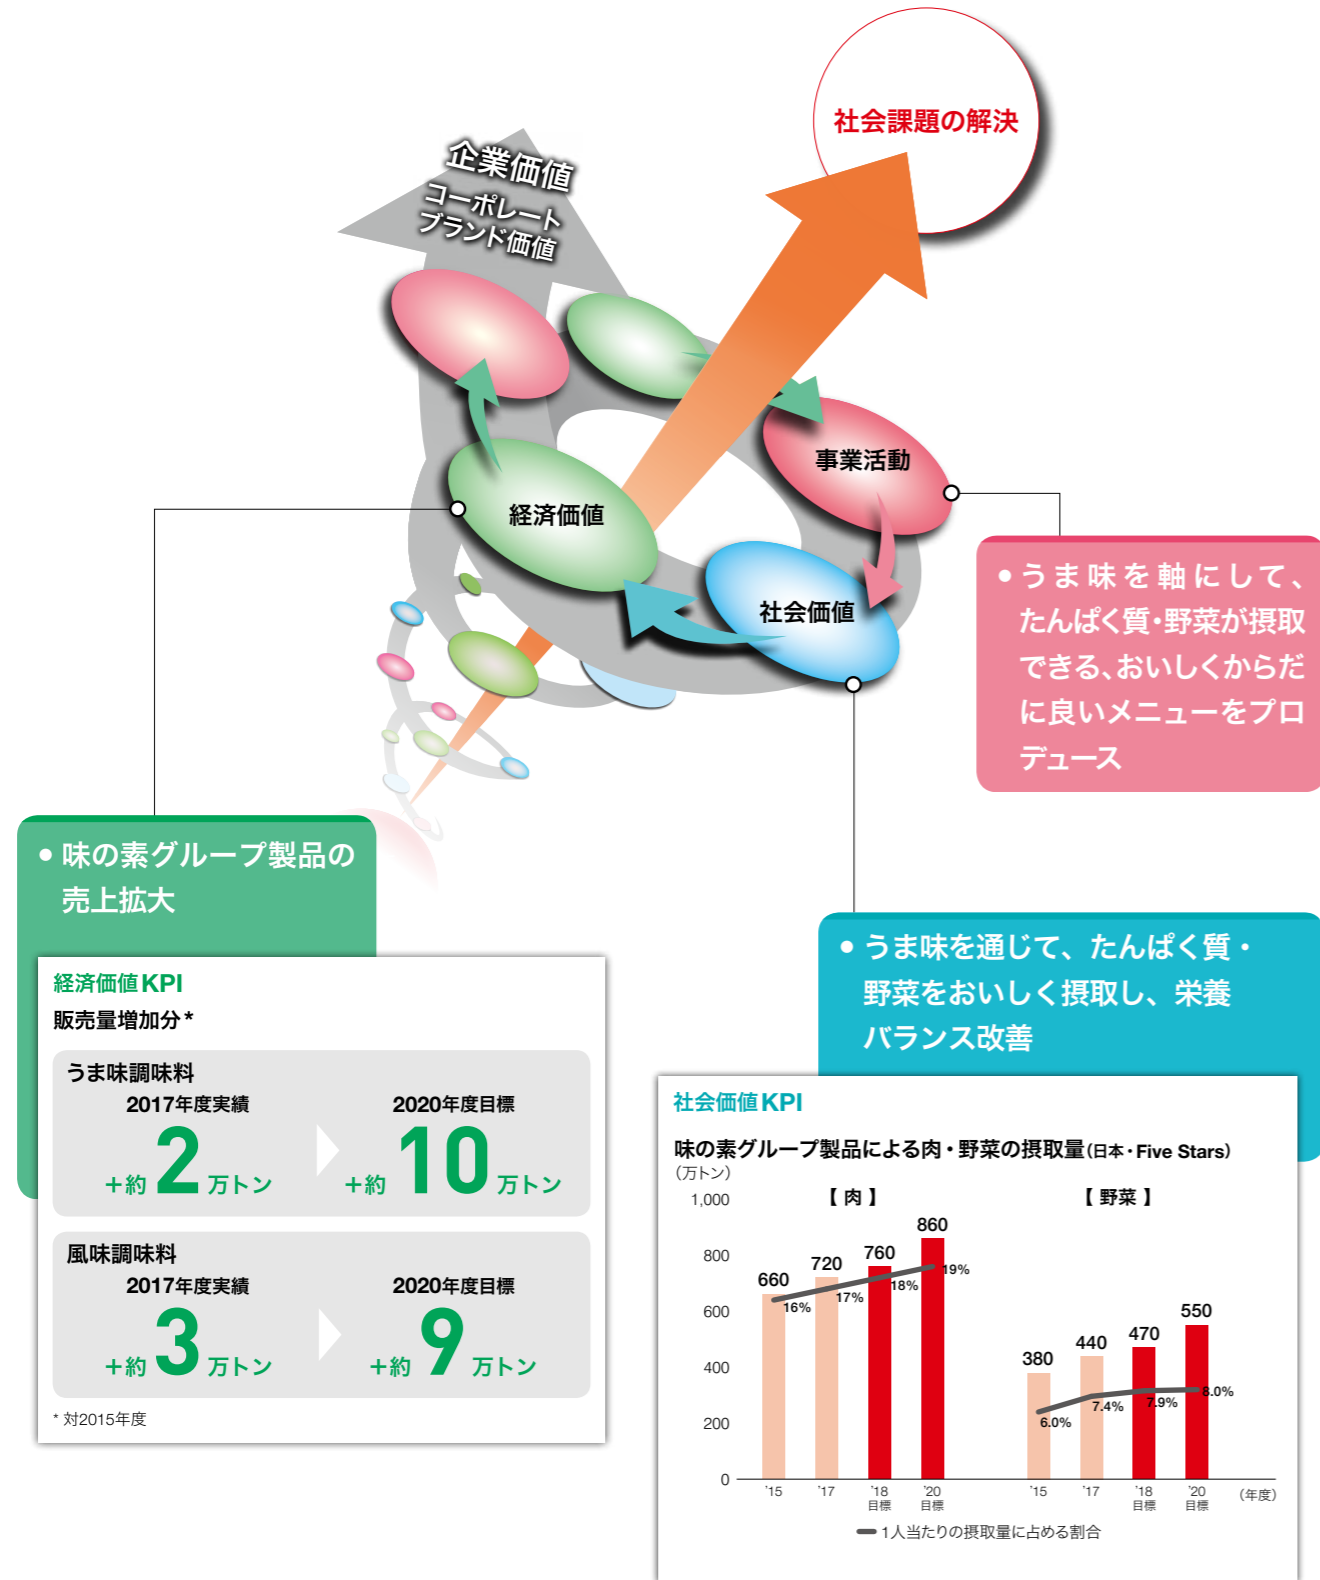 社会課題の解決
企業価値
コーポレート
ブランド価値
事業活動
経済価値
社会価値
• うま味を軸にして、
たんぱく質・野菜が摂取
できる、おいしくからだ
に良いメニューをプロ
デュース
• 味の素グループ製品の
売上拡大
経済価値KPI
販売量増加分*
うま味調味料
2017年度実績
+約 2 万トン
2020年度目標
+約 10 万トン
風味調味料
2017年度実績
+約 3 万トン
2020年度目標
+約 9 万トン
* 対2015年度
• うま味を通じて、たんぱく質・
野菜をおいしく摂取し、栄養
バランス改善
社会価値KPI
味の素グループ製品による肉・野菜の摂取量(日本・Five Stars)
(万トン)
1,000
800
600
400
200
0
【 肉 】
660
720
760
860
16%
17%
18%
19%
'15
'17
'18
目標
'20
目標
【 野菜 】
380
440
470
550
6.0%
7.4%
7.9%
8.0%
'15
'17
'18
目標
'20
目標
(年度)
1人当たりの摂取量に占める割合